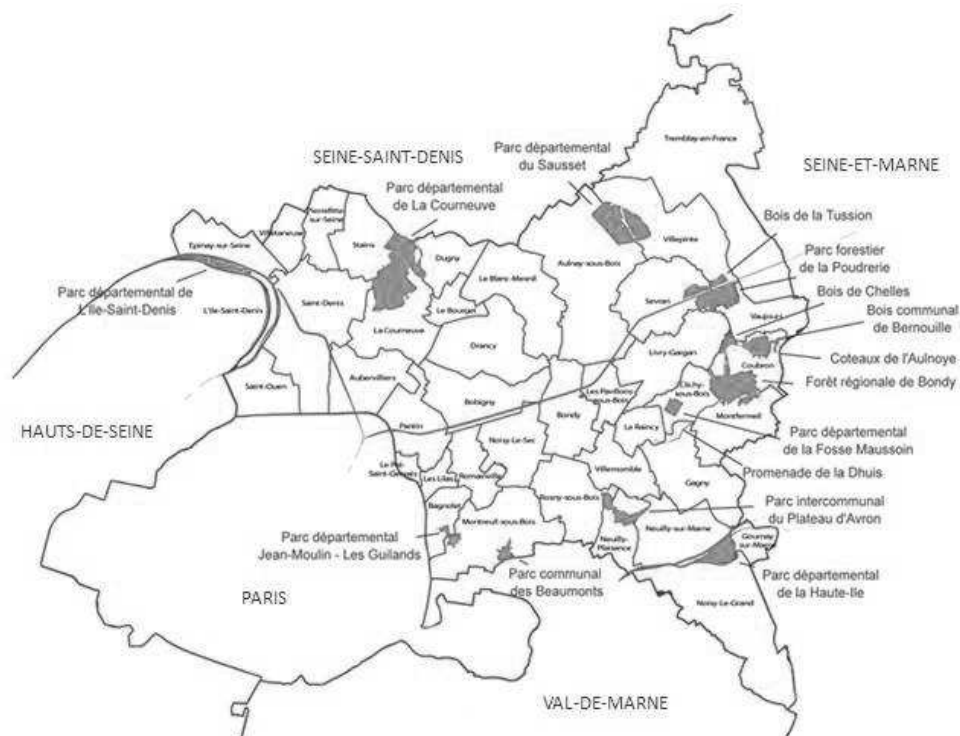 Tremblay-en-France
Parc départemental
du Sausset
SEINE-SAINT-DENIS
SEINE-ET-MARNE
Parc départemental
de La Courneuve
Bois de la Tussion
Pierrefitte
sur-Seine
Villetaneuse
Epinay-sur-Seine
Stains
Villepinte
Parc forestier
de la Poudrerie
Dugny
Aulnay-sous-Bois
Le Blanc-Mesnil
Parc départemental de
L'Ile-Saint-Denis
Saint-Denis
Sevran
Bois de Chelles
L'Ile-Saint-Denis
Le Bourget
Vaujours
Bois communal
de Bernouille
La Courneuve
Drancy
Livry-Gargan
Coubron
Coteaux de l'Aulnoye
Aubervilliers
Saint-Ouen
Clichy-
sous-Bois
Forêt régionale de Bondy
Bobigny
Les Pavillons
sous-Bois
Bondy
Montfermeil
HAUTS-DE-SEINE
Pantin
Le Raincy
Parc départemental
de la Fosse Maussoin
Noisy-Le-Sec
Le Pré
Saint-Gervais
Les Lilas
Romainville
Villemomble
Promenade de la Dhuis
Gagny
Rosny-sous-Bois
Parc intercommunal
du Plateau d'Avron
Bagnolet
Montreuil-sous-Bois
Neuilly-sur-Marne
Parc départemental
Jean-Moulin - Les Guilands
Neuilly-
Plaisance
Gournay
sur-Marne
Parc communal
des Beaumonts
Parc départemental
de la Haute-Ile
PARIS
Noisy-Le-Grand
VAL-DE-MARNE